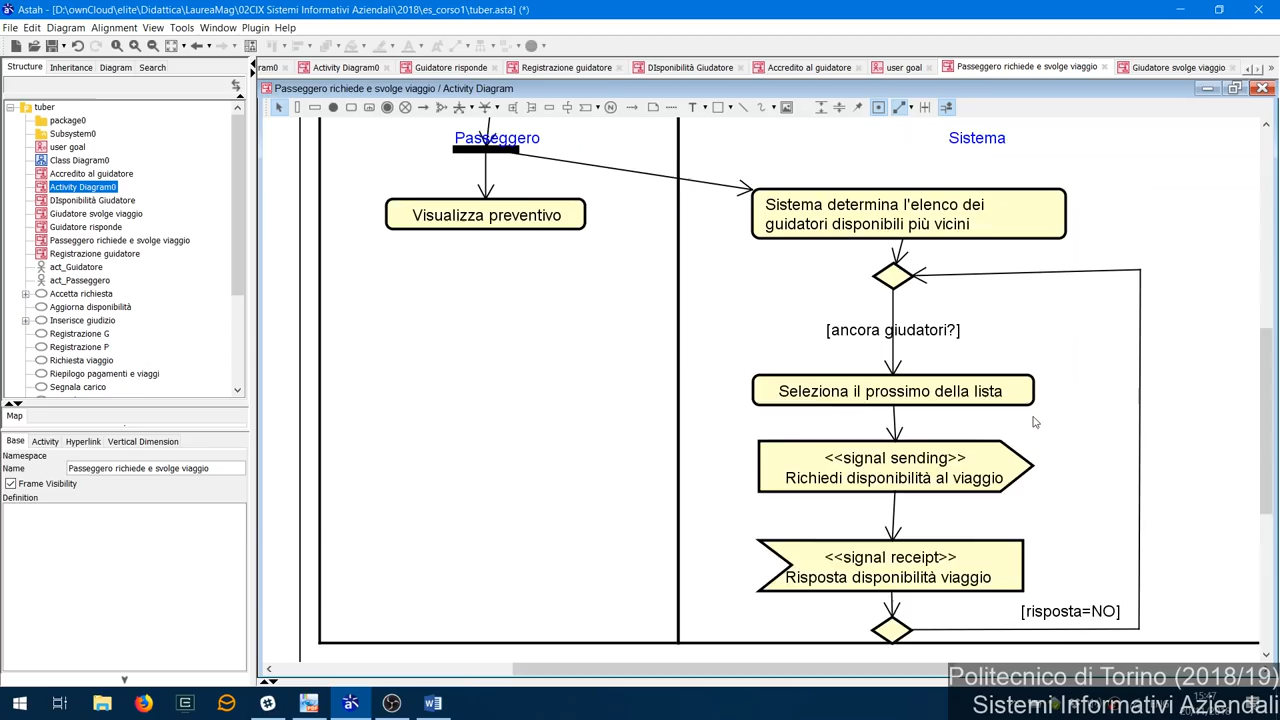 Astah - [D:\ownCloud\elite\Didattica\LaureaMag\02CIX Sistemi Informativi Aziendali\2018\es_corso1\tuber.asta] (*)
File Edit Diagram Alignment View Tools Window Plugin Help
Structure Inheritance Diagram Search
ram0 Activity Diagram0 Guidatore risponde Registrazione guidatore DIsponibilità Guidatore Accredito al guidatore user goal Passeggero richiede e svolge viaggio Giudatore svolge viaggio
Passeggero richiede e svolge viaggio / Activity Diagram
tuber
package0
Subsystem0
user goal
Class Diagram0
Accredito al guidatore
Activity Diagram0
DIsponibilità Giudatore
Giudatore svolge viaggio
Guidatore risponde
Passeggero richiede e svolge viaggio
Registrazione guidatore
act_Guidatore
act_Passeggero
Accetta richiesta
Aggiorna disponibilità
Inserisce giudizio
Registrazione G
Registrazione P
Richiesta viaggio
Riepilogo pagamenti e viaggi
Segnala carico
Map
Base Activity Hyperlink Vertical Dimension
Namespace
Name Passeggero richiede e svolge viaggio
Frame Visibility
Definition
Passeggero
Sistema
Visualizza preventivo
Sistema determina l'elenco dei
guidatori disponibili più vicini
[ancora giudatori?]
Seleziona il prossimo della lista
<<signal sending>>
Richiedi disponibilità al viaggio
<<signal receipt>>
Risposta disponibilità viaggio
[risposta=NO]
Politecnico di Torino (2018/19)
Sistemi Informativi Aziendali